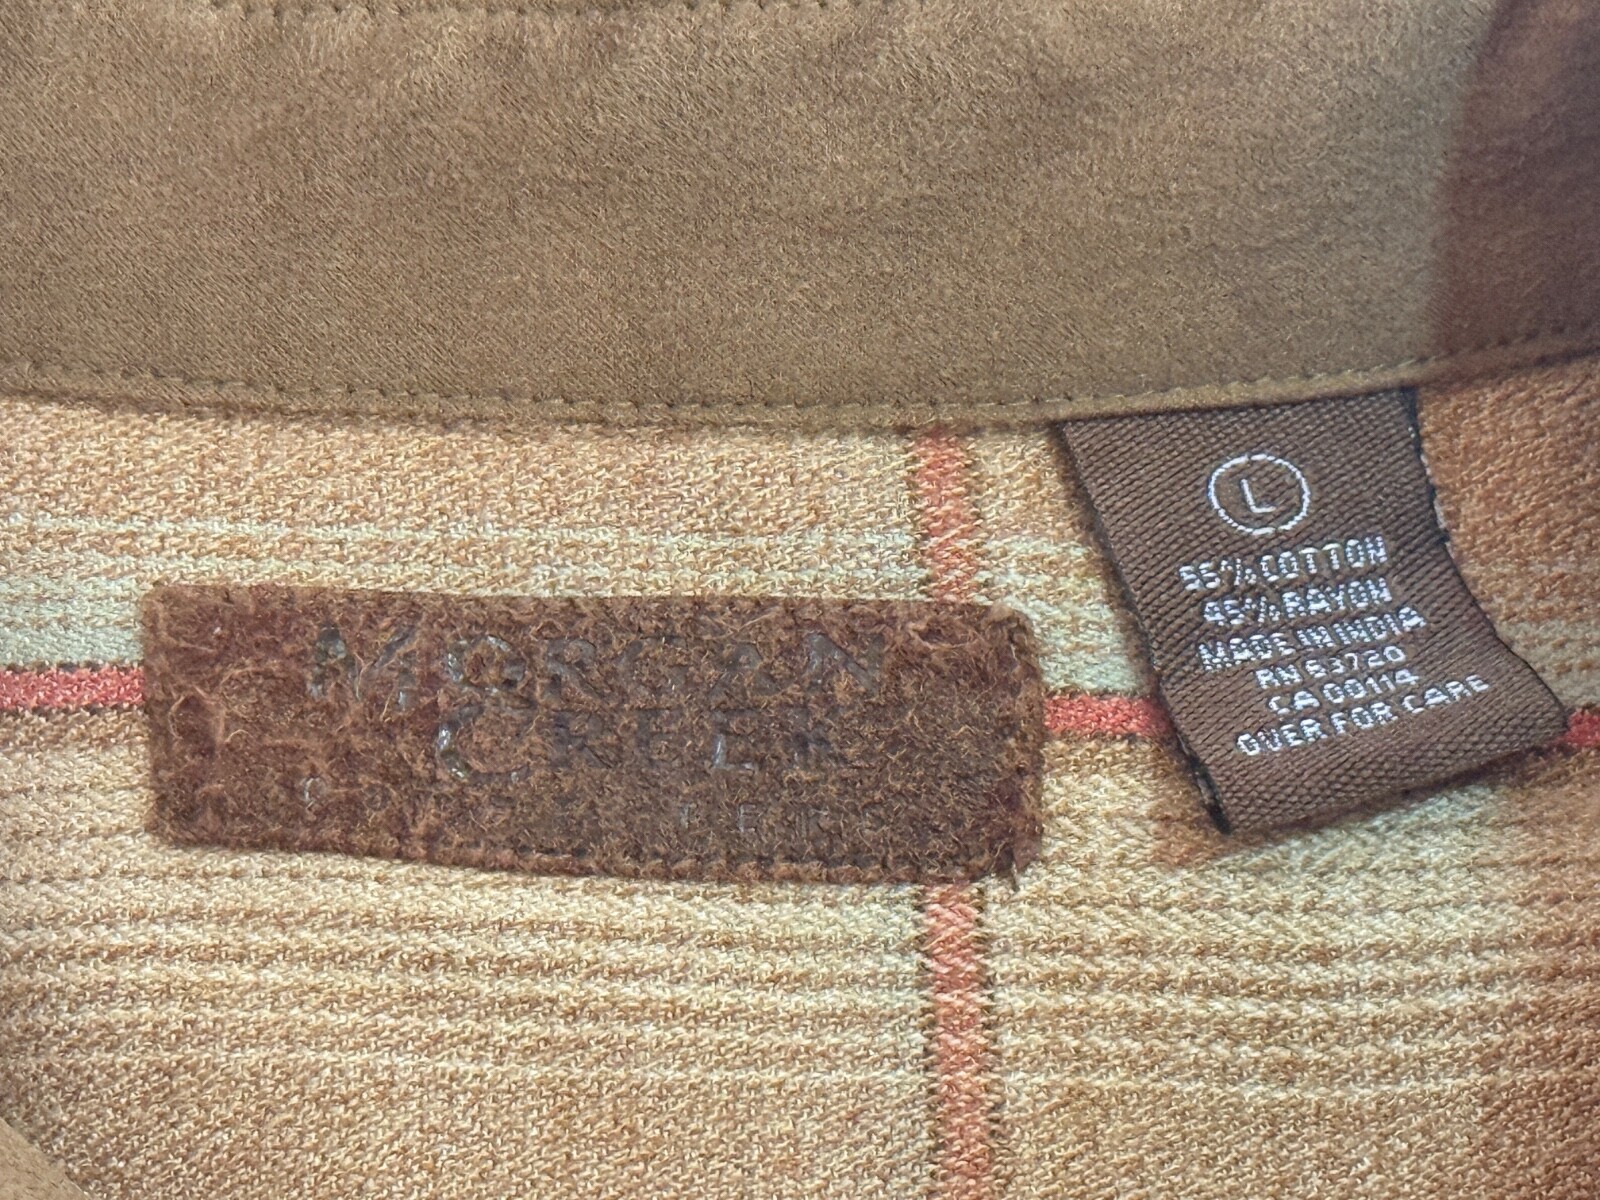 MORGAN
CREEK
L
55% COTTON
45% RAYON
MADE IN INDIA
RN 63720
CA 00114
OVER FOR CARE